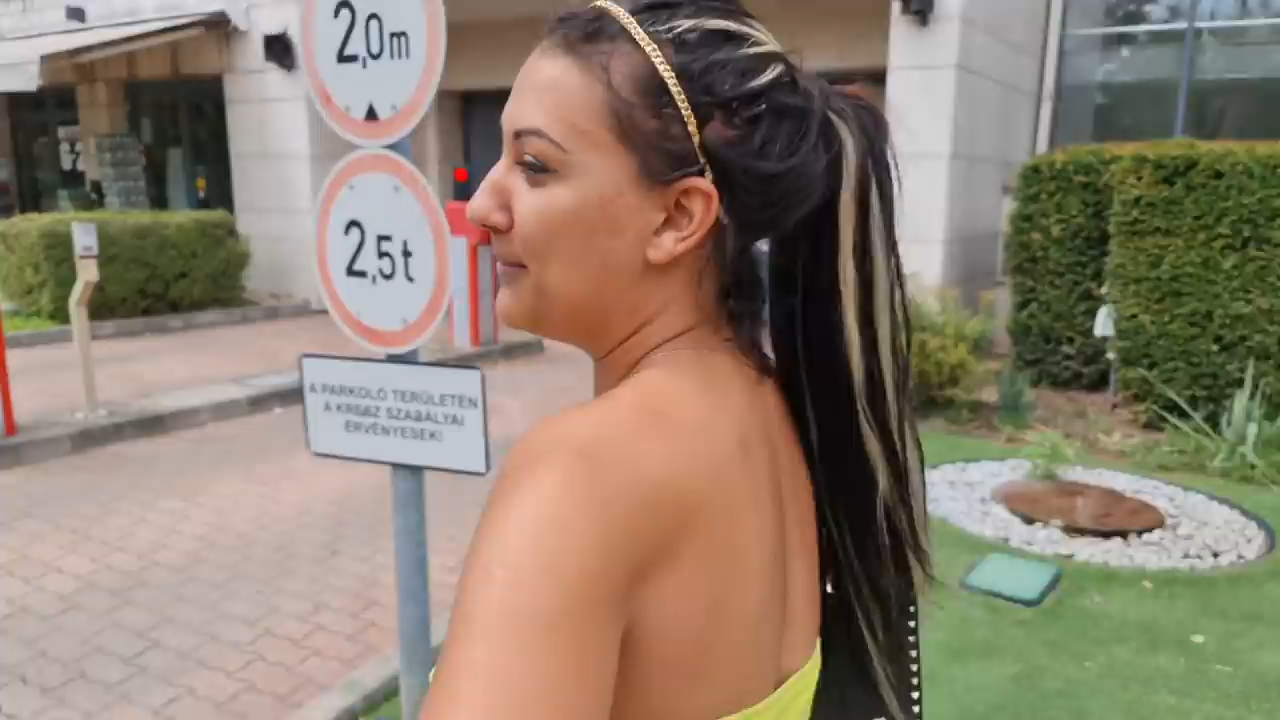 2,0m
2,5t
A PARKOLÓ TERÜLETEN
A KRESZ SZABÁLYAI
ÉRVÉNYESEK!